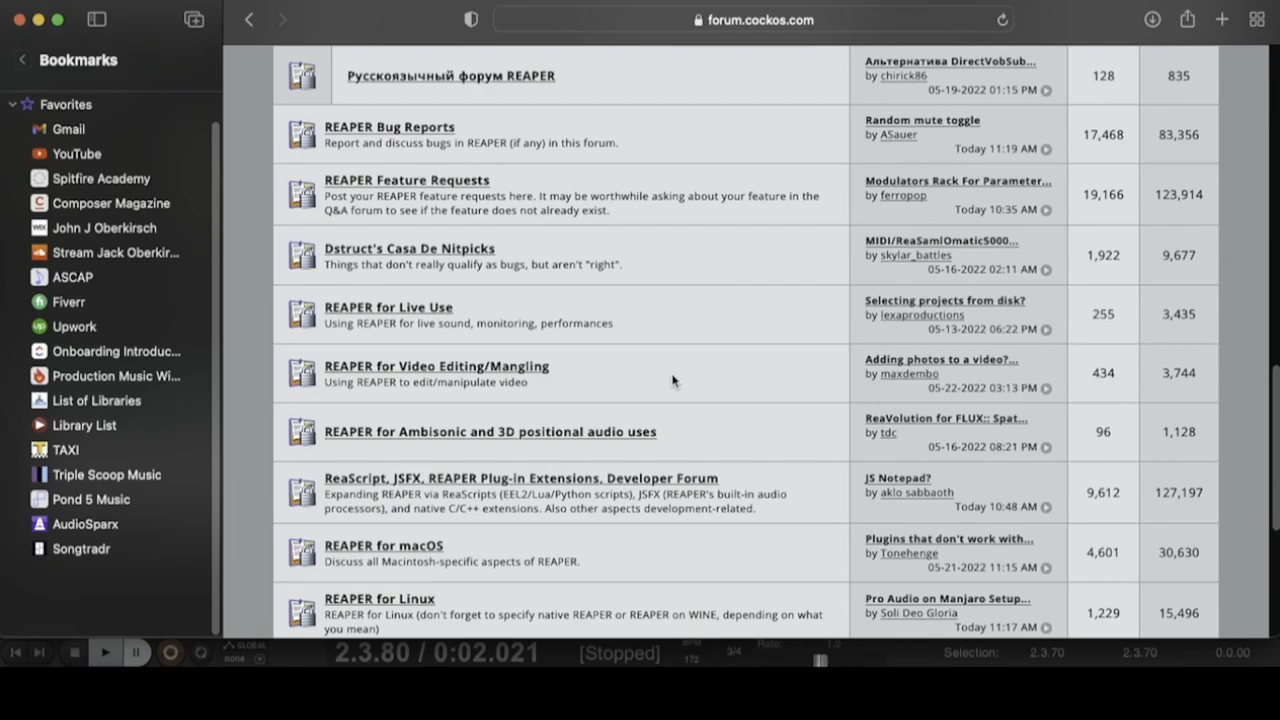 forum.cockos.com
Bookmarks
Favorites
Gmail
YouTube
Spitfire Academy
Composer Magazine
John J Oberkirsch
Stream Jack Oberkir...
ASCAP
Fiverr
Upwork
Onboarding Introduc...
Production Music Wi...
List of Libraries
Library List
TAXI
Triple Scoop Music
Pond 5 Music
AudioSparx
Songtradr
Русскоязычный форум REAPER
Альтернатива DirectVobSub...
by chirick86
05-19-2022 01:15 PM
128
835
REAPER Bug Reports
Report and discuss bugs in REAPER (if any) in this forum.
Random mute toggle
by ASauer
Today 11:19 AM
17,468
83,356
REAPER Feature Requests
Post your REAPER feature requests here. It may be worthwhile asking about your feature in the
Q&A forum to see if the feature does not already exist.
Modulators Rack For Parameter...
by ferropop
Today 10:35 AM
19,166
123,914
Dstruct's Casa De Nitpicks
Things that don't really qualify as bugs, but aren't "right".
MIDI/ReaSamlOmatic5000...
by skylar_battles
05-16-2022 02:11 AM
1,922
9,677
REAPER for Live Use
Using REAPER for live sound, monitoring, performances
Selecting projects from disk?
by lexaproductions
05-13-2022 06:22 PM
255
3,435
REAPER for Video Editing/Mangling
Using REAPER to edit/manipulate video
Adding photos to a video?...
by maxdembo
05-22-2022 03:13 PM
434
3,744
REAPER for Ambisonic and 3D positional audio uses
ReaVolution for FLUX:: Spat...
by tdc
05-16-2022 08:21 PM
96
1,128
ReaScript, JSFX, REAPER Plug-in Extensions, Developer Forum
Expanding REAPER via ReaScripts (EEL2/Lua/Python scripts), JSFX (REAPER's built-in audio
processors), and native C/C++ extensions. Also other aspects development-related.
JS Notepad?
by aklo sabbaoth
Today 10:48 AM
9,612
127,197
REAPER for macOS
Discuss all Macintosh-specific aspects of REAPER.
Plugins that don't work with...
by Tonehenge
05-21-2022 11:15 AM
4,601
30,630
REAPER for Linux
REAPER for Linux (don't forget to specify native REAPER or REAPER on WINE, depending on what
you mean)
Pro Audio on Manjaro Setup...
by Soli Deo Gloria
Today 11:17 AM
1,229
15,496
GLOBAL
none
2.3.80 / 0:02.021
[Stopped]
BPM
172
3/4
Rate:
1.0
Selection:
2.3.70
2.3.70
0.0.00